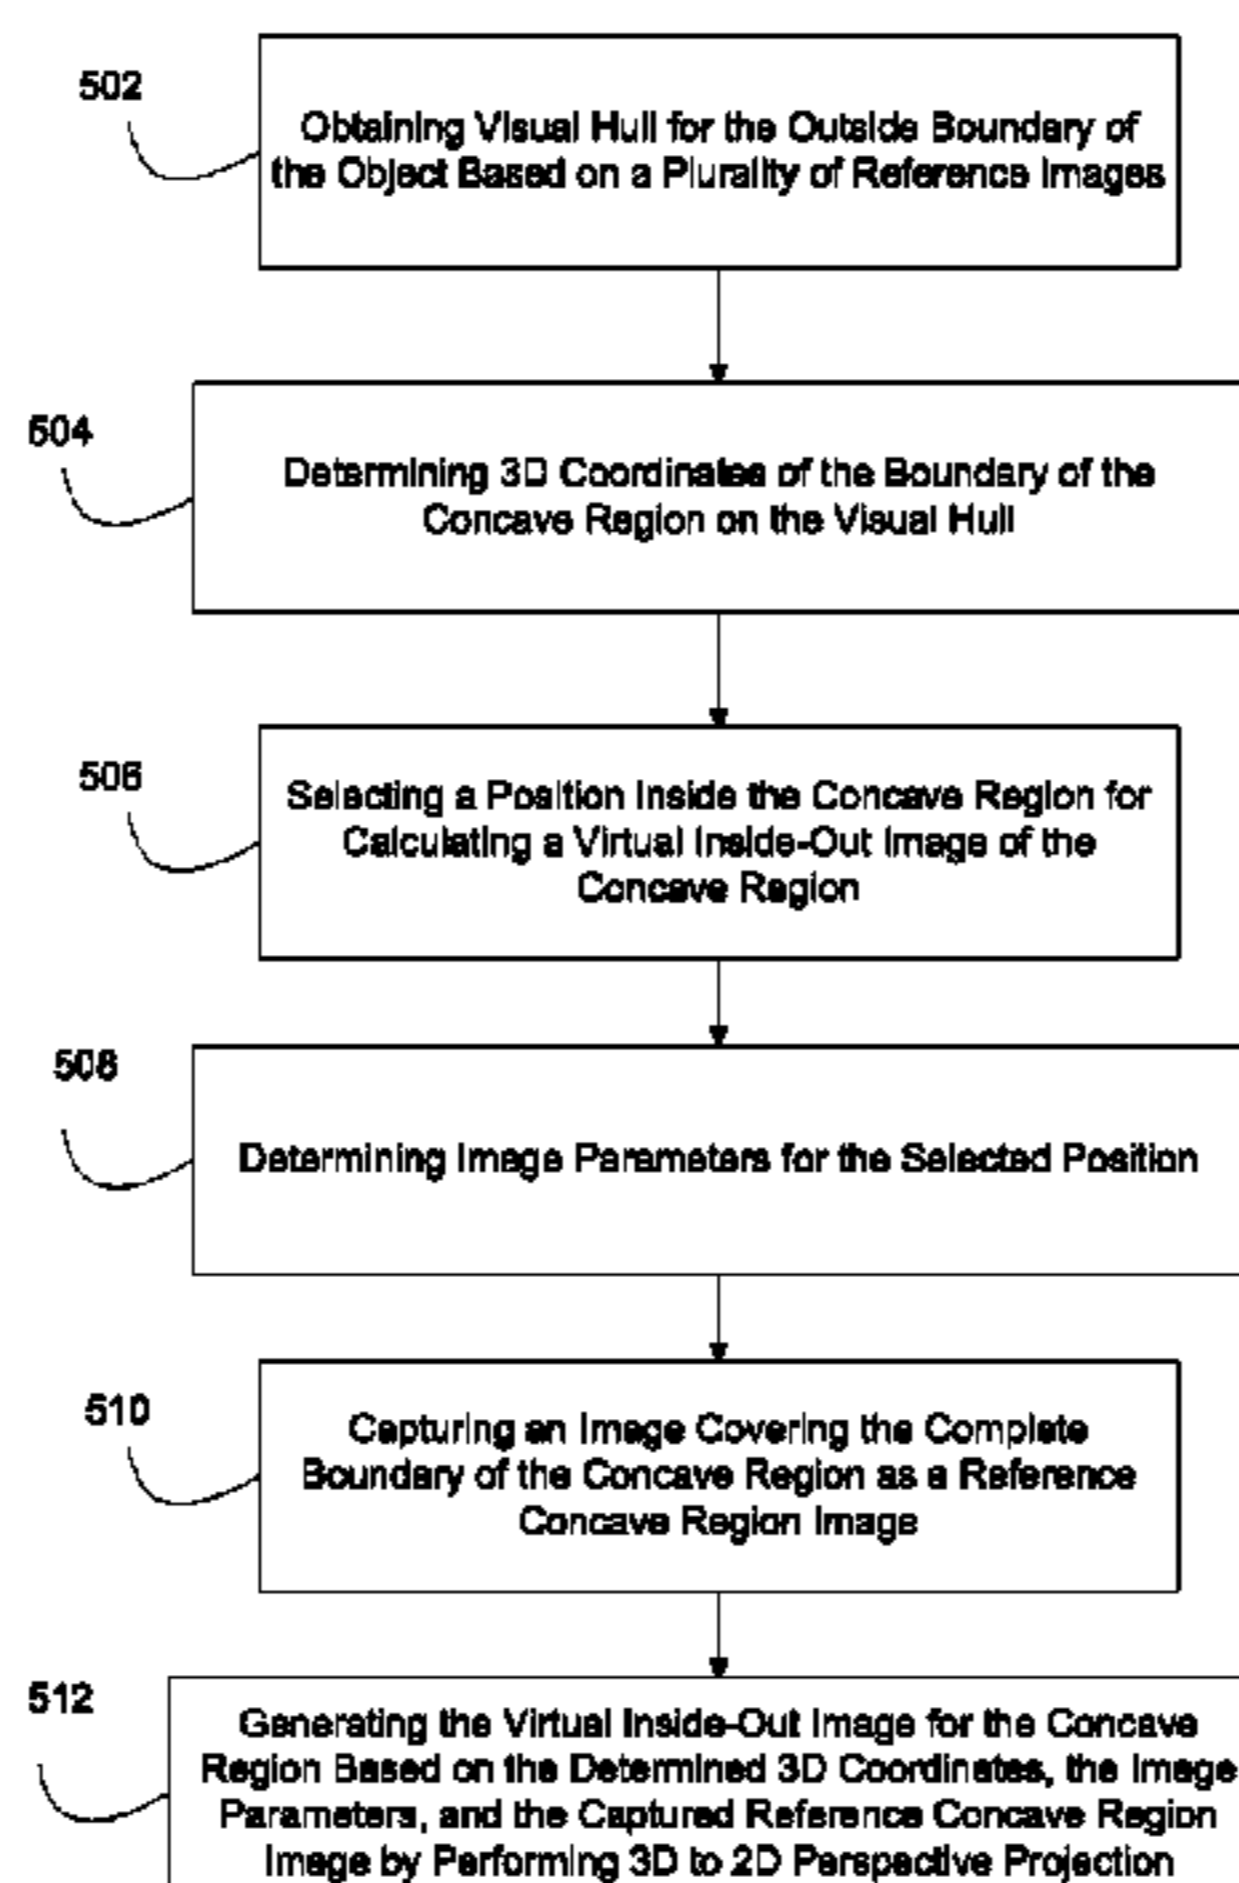 502
Obtaining Visual Hull for the Outside Boundary of
the Object Based on a Plurality of Reference Images
504
Determining 3D Coordinates of the Boundary of the
Concave Region on the Visual Hull
506
Selecting a Position Inside the Concave Region for
Calculating a Virtual Inside-Out Image of the
Concave Region
508
Determining Image Parameters for the Selected Position
510
Capturing an Image Covering the Complete
Boundary of the Concave Region as a Reference
Concave Region Image
512
Generating the Virtual Inside-Out Image for the Concave
Region Based on the Determined 3D Coordinates, the Image
Parameters, and the Captured Reference Concave Region
Image by Performing 3D to 2D Perspective Projection